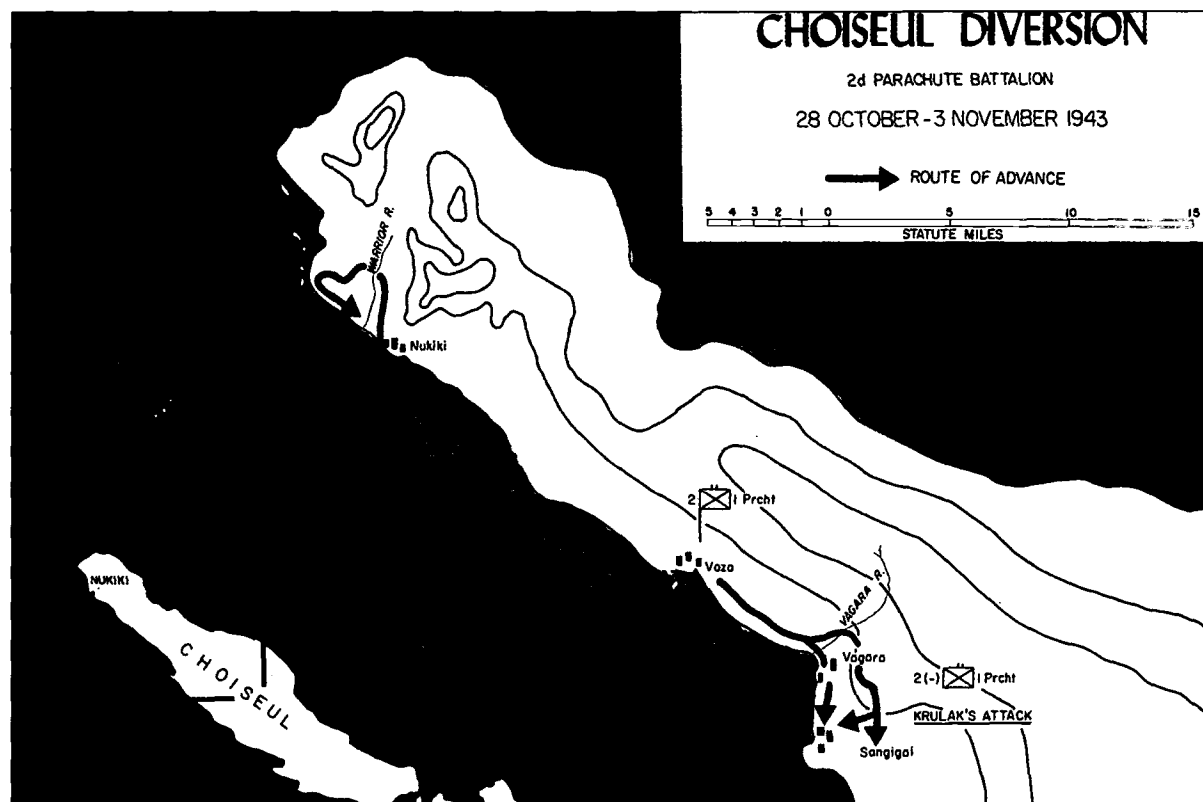 CHOISEUL DIVERSION
2d PARACHUTE BATTALION
28 OCTOBER - 3 NOVEMBER 1943
ROUTE OF ADVANCE
5 4 3 2 1 0 5 10 15
STATUTE MILES
WARRIOR R.
Nukiki
2 1 Prcht
Voza
VAGARA R.
Vagara
2(-) 1 Prcht
KRULAK'S ATTACK
Sangigai
NUKIKI
CHOISEUL